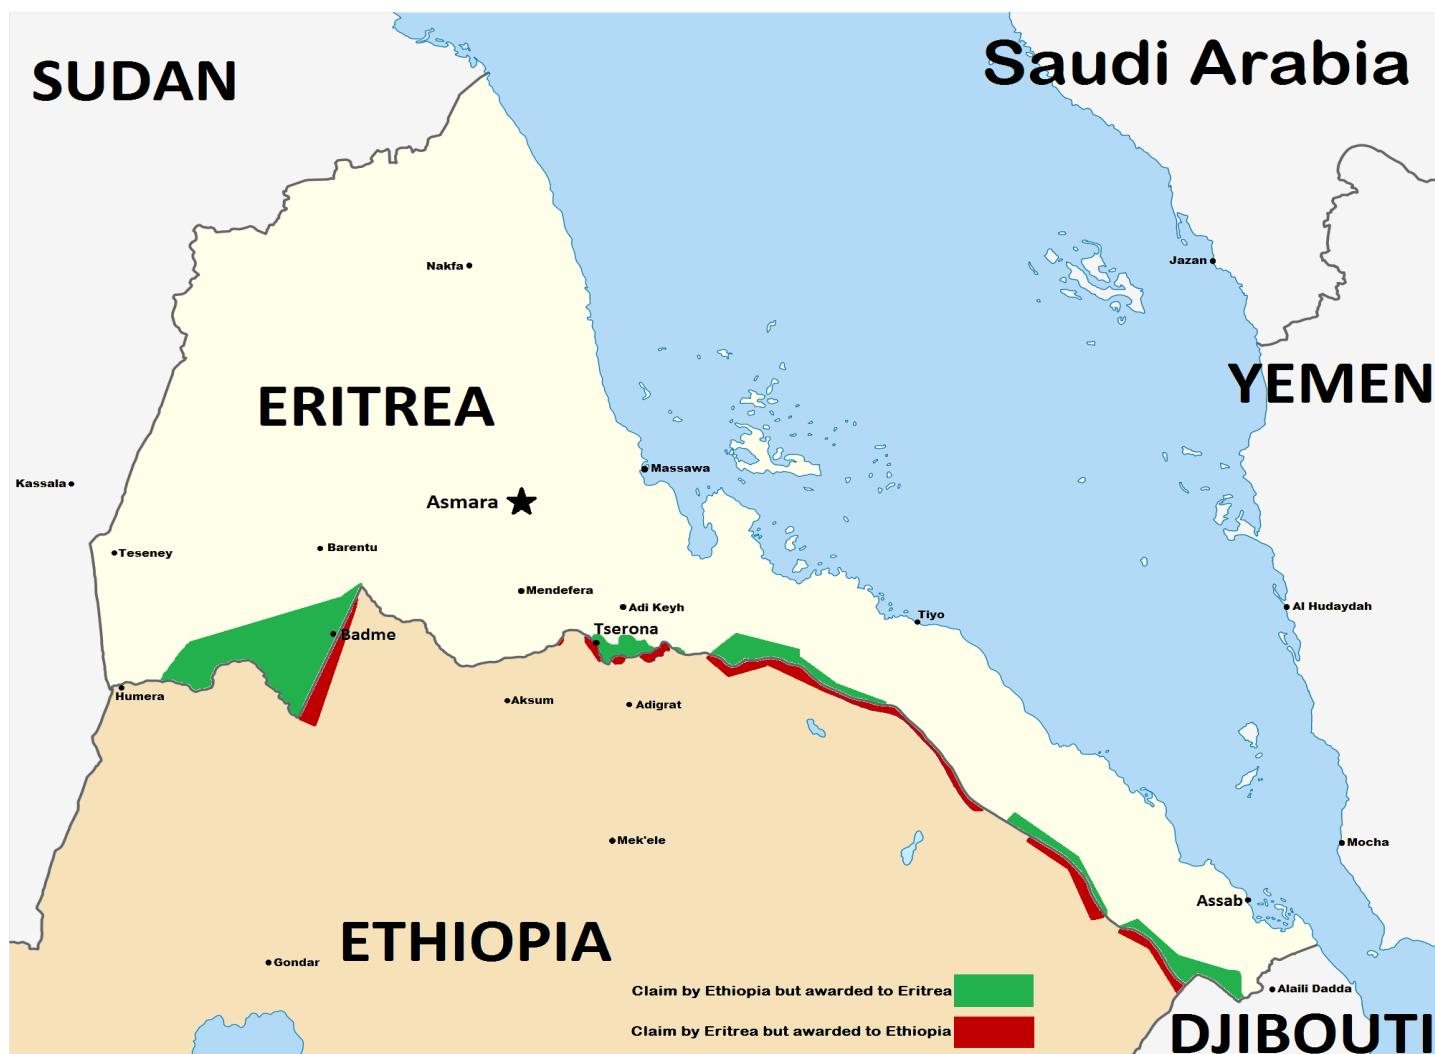 SUDAN
Saudi Arabia
Nakfa
Jazan
ERITREA
YEMEN
Massawa
Kassala
Asmara
Teseney
Barentu
Mendefera
Adi Keyh
Al Hudaydah
Tiyo
Badme
Tserona
Humera
Aksum
Adigrat
Mek'ele
Mocha
Assab
ETHIOPIA
Gondar
Claim by Ethiopia but awarded to Eritrea
Alaili Dadda
Claim by Eritrea but awarded to Ethiopia
DJIBOUTI